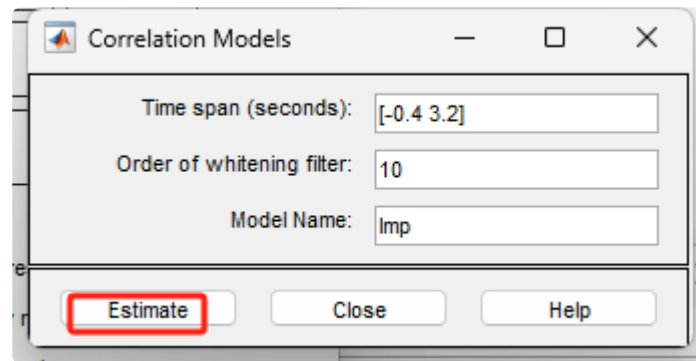 Correlation Models
Time span (seconds): [-0.4 3.2]
Order of whitening filter: 10
Model Name: Imp
Estimate Close Help